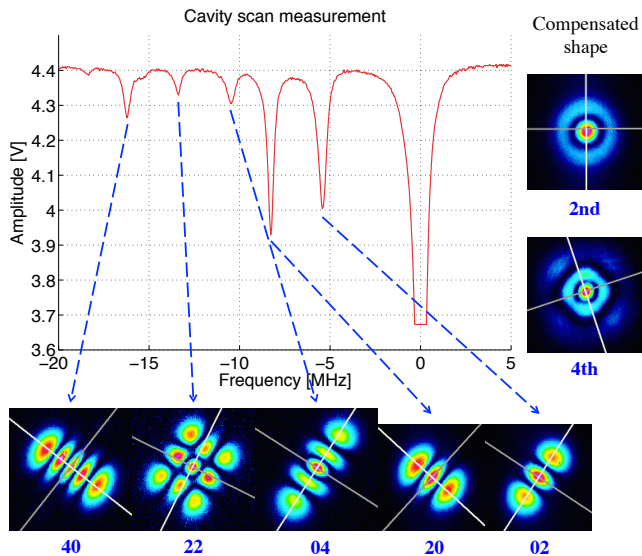 Cavity scan measurement
Compensated
shape
4.4
4.3
4.2
4.1
4
3.9
3.8
3.7
3.6
Amplitude [V]
−20
−15
−10
−5
0
5
Frequency [MHz]
2nd
4th
40
22
04
20
02